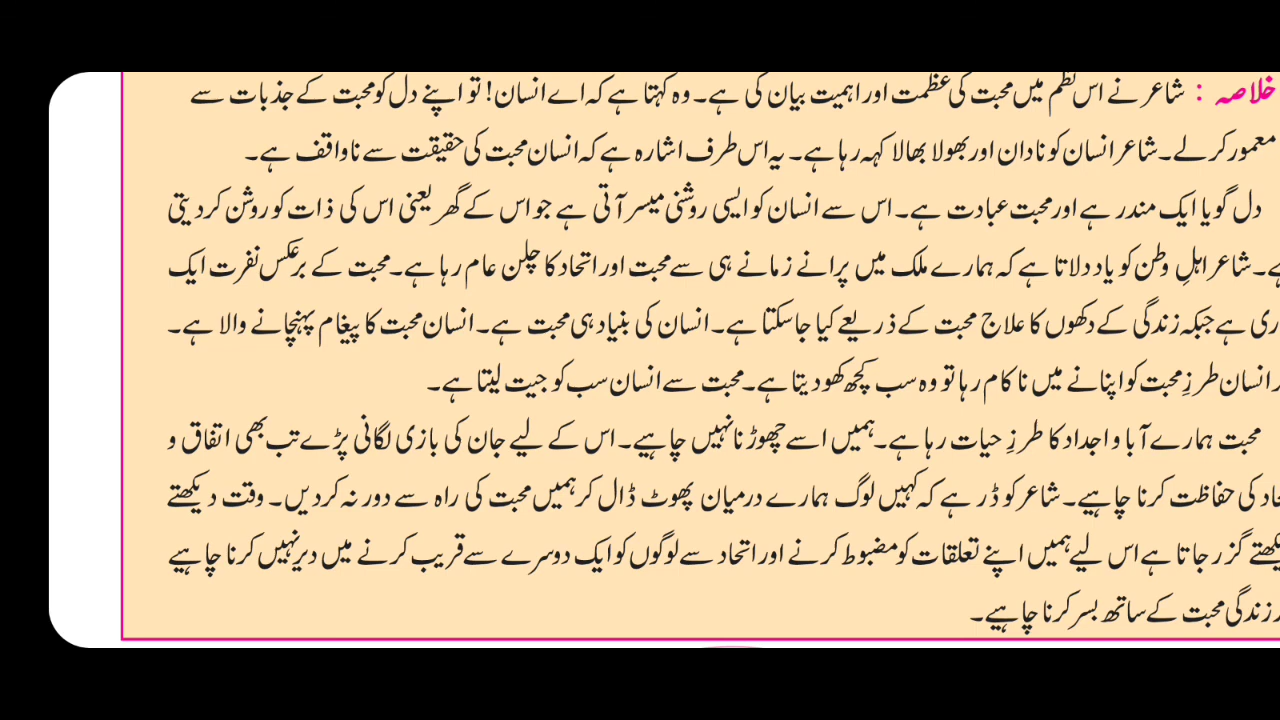 خلاصہ : شاعر نے اس نظم میں محبت کی عظمت اور اہمیت بیان کی ہے۔ وہ کہتا ہے کہ اے انسان! تو اپنے دل کو محبت کے جذبات سے
معمور کر لے۔ شاعر انسان کو نادان اور بھولا بھالا کہہ رہا ہے۔ یہ اس طرف اشارہ ہے کہ انسان محبت کی حقیقت سے ناواقف ہے۔
دل گویا ایک مندر ہے اور محبت عبادت ہے۔ اس سے انسان کو ایسی روشنی میسر آتی ہے جو اس کے گھر یعنی اس کی ذات کو روشن کر دیتی
ہے۔ شاعر اہلِ وطن کو یاد دلاتا ہے کہ ہمارے ملک میں پرانے زمانے ہی سے محبت اور اتحاد کا چلن عام رہا ہے۔ محبت کے برعکس نفرت ایک
ری ہے جبکہ زندگی کے دکھوں کا علاج محبت کے ذریعے کیا جا سکتا ہے۔ انسان کی بنیاد ہی محبت ہے۔ انسان محبت کا پیغام پہنچانے والا ہے۔
انسان طرزِ محبت کو اپنانے میں ناکام رہا تو وہ سب کچھ کھو دیتا ہے۔ محبت سے انسان سب کو جیت لیتا ہے۔
محبت ہمارے آبا و اجداد کا طرزِ حیات رہا ہے۔ ہمیں اسے چھوڑنا نہیں چاہیے۔ اس کے لیے جان کی بازی لگانی پڑے تب بھی اتفاق و
اد کی حفاظت کرنا چاہیے۔ شاعر کو ڈر ہے کہ کہیں لوگ ہمارے درمیان پھوٹ ڈال کر ہمیں محبت کی راہ سے دور نہ کر دیں۔ وقت دیکھتے
یکھتے گزر جاتا ہے اس لیے ہمیں اپنے تعلقات کو مضبوط کرنے اور اتحاد سے لوگوں کو ایک دوسرے سے قریب کرنے میں دیر نہیں کرنا چاہیے
زندگی محبت کے ساتھ بسر کرنا چاہیے۔